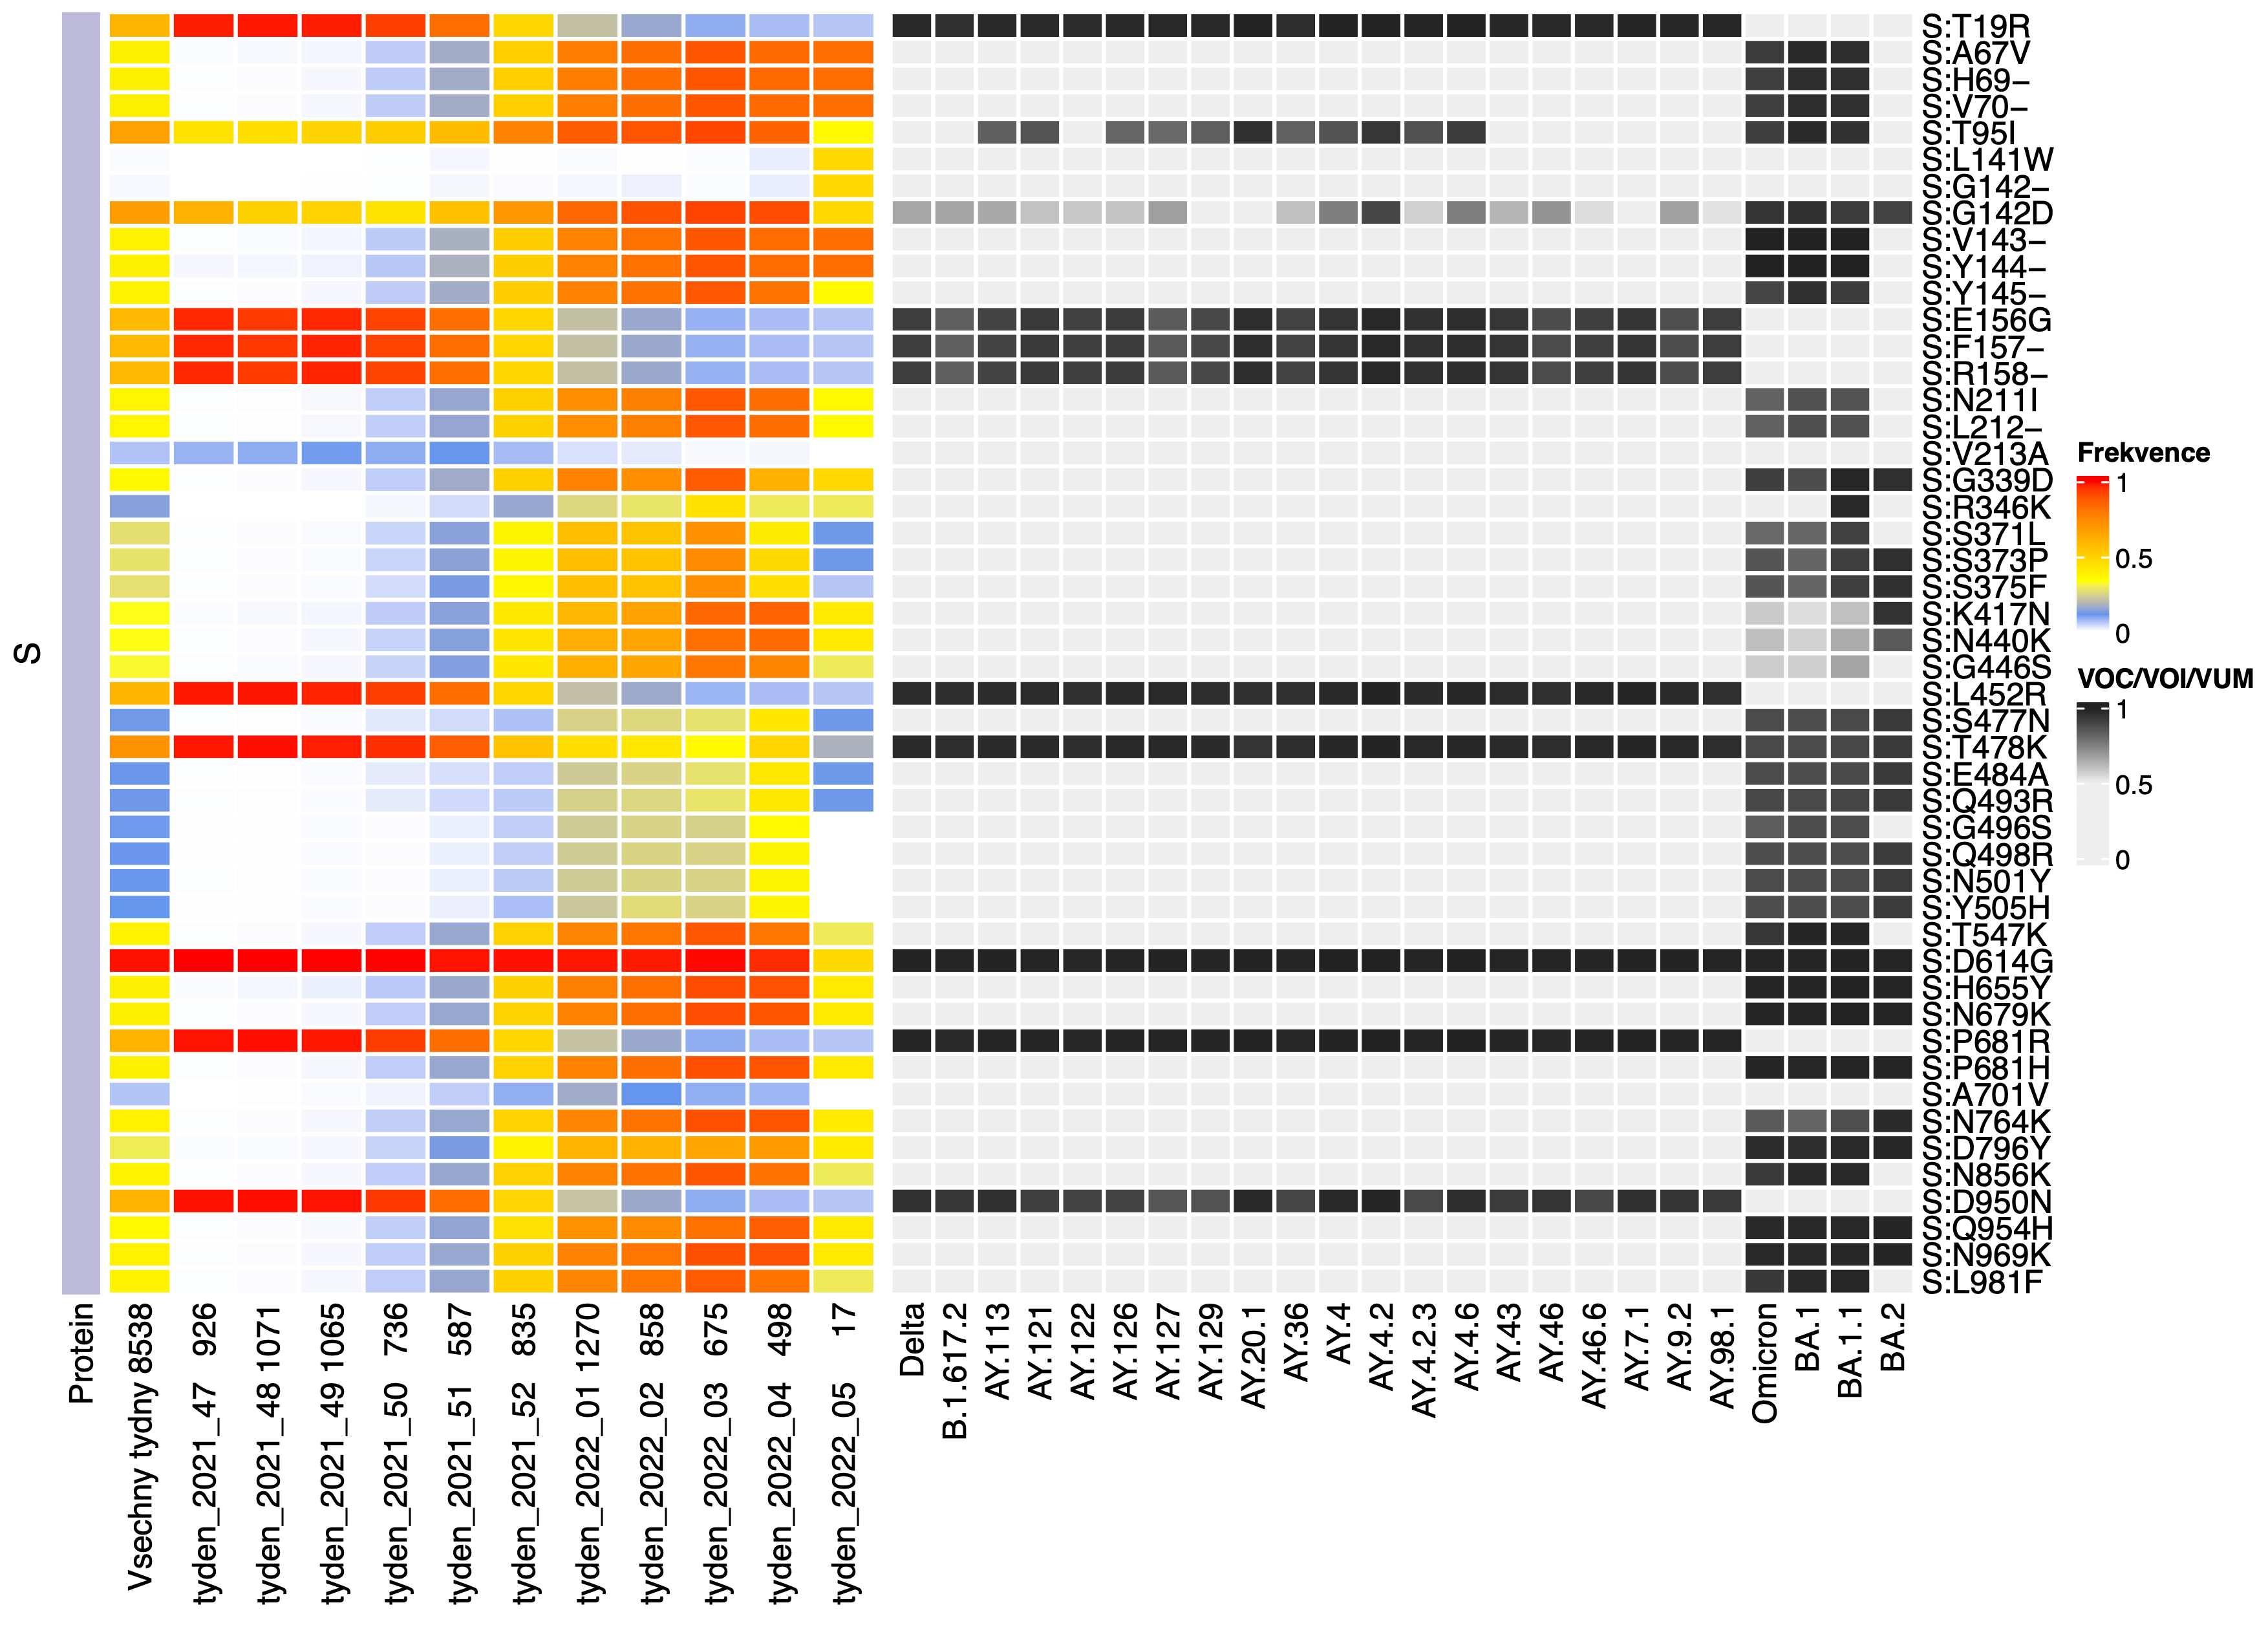 S
S:T19R
S:A67V
S:H69–
S:V70–
S:T95I
S:L141W
S:G142–
S:G142D
S:V143–
S:Y144–
S:Y145–
S:E156G
S:F157–
S:R158–
S:N211I
S:L212–
S:V213A
S:G339D
S:R346K
S:S371L
S:S373P
S:S375F
S:K417N
S:N440K
S:G446S
S:L452R
S:S477N
S:T478K
S:E484A
S:Q493R
S:G496S
S:Q498R
S:N501Y
S:Y505H
S:T547K
S:D614G
S:H655Y
S:N679K
S:P681R
S:P681H
S:A701V
S:N764K
S:D796Y
S:N856K
S:D950N
S:Q954H
S:N969K
S:L981F
Frekvence
1
0.5
0
VOC/VOI/VUM
1
0.5
0
Protein
Vsechny tydny 8538
tyden_2021_47 926
tyden_2021_48 1071
tyden_2021_49 1065
tyden_2021_50 736
tyden_2021_51 587
tyden_2021_52 835
tyden_2022_01 1270
tyden_2022_02 858
tyden_2022_03 675
tyden_2022_04 498
tyden_2022_05 17
Delta
B.1.617.2
AY.113
AY.121
AY.122
AY.126
AY.127
AY.129
AY.20.1
AY.36
AY.4
AY.4.2
AY.4.2.3
AY.4.6
AY.43
AY.46
AY.46.6
AY.7.1
AY.9.2
AY.98.1
Omicron
BA.1
BA.1.1
BA.2